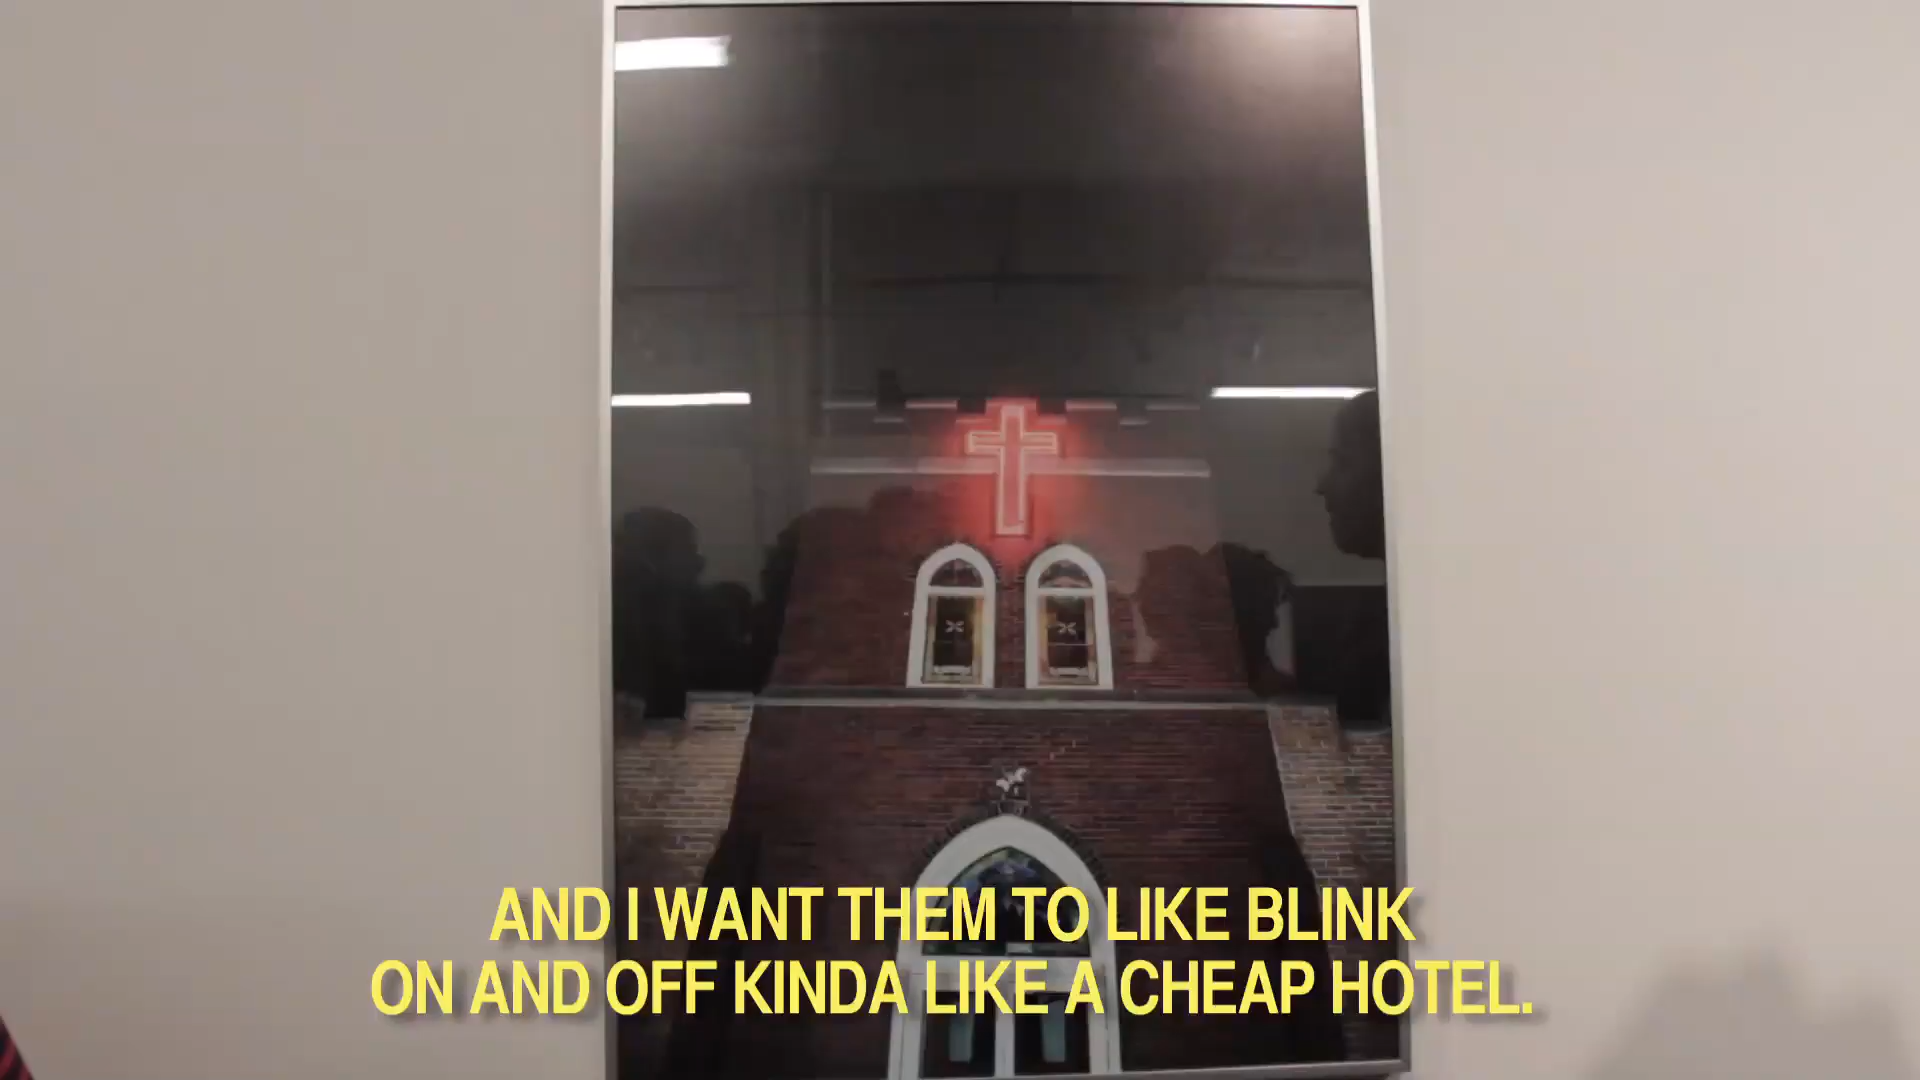 AND I WANT THEM TO LIKE BLINK
ON AND OFF KINDA LIKE A CHEAP HOTEL.